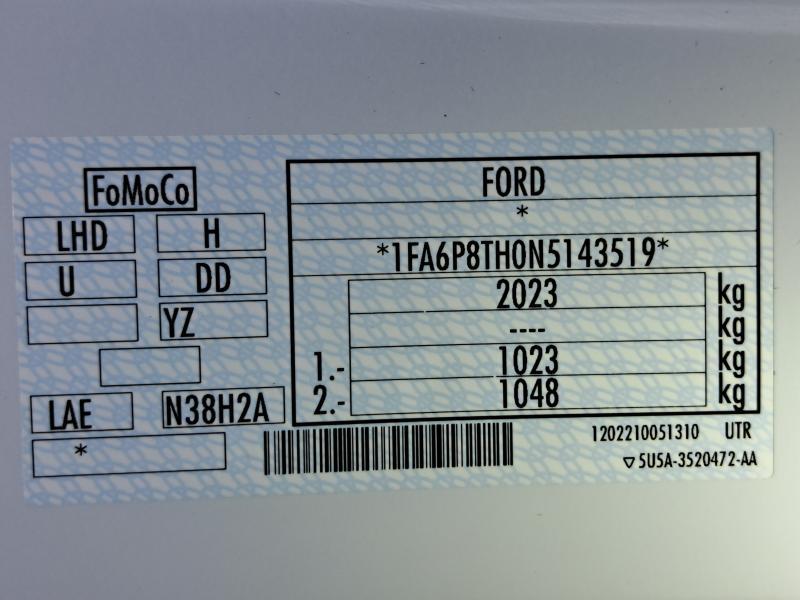 FoMoCo
LHD H
U DD
YZ
LAE N38H2A
*
FORD
*
*1FA6P8TH0N5143519*
2023 kg
---- kg
1.- 1023 kg
2.- 1048 kg
1202210051310 UTR
▽5U5A-3520472-AA